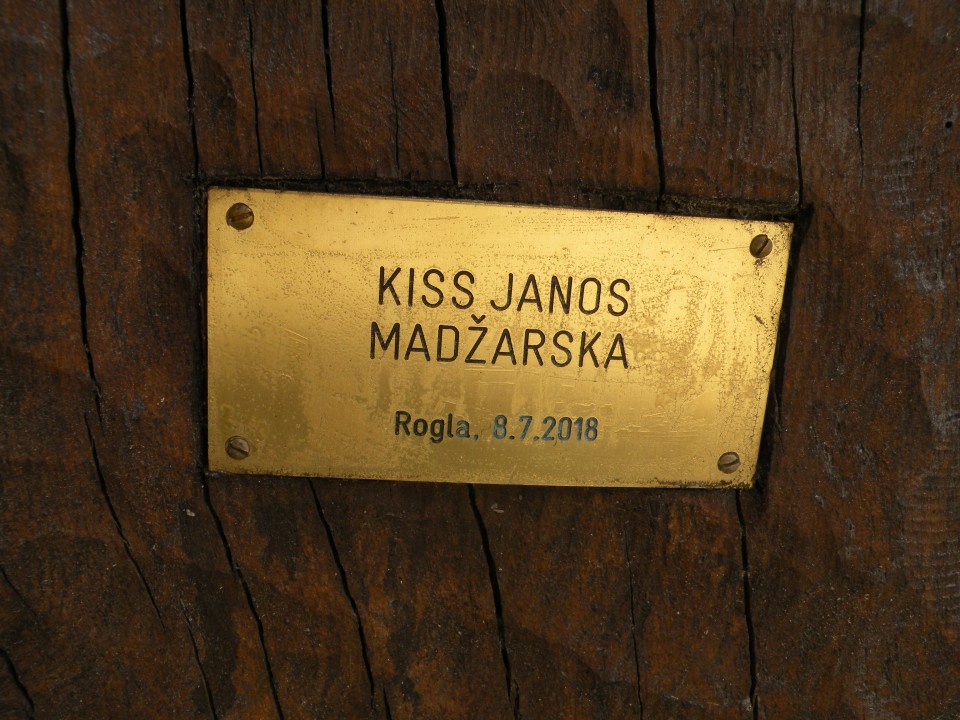 KISS JANOS
MADŽARSKA
Rogla, 8.7.2018